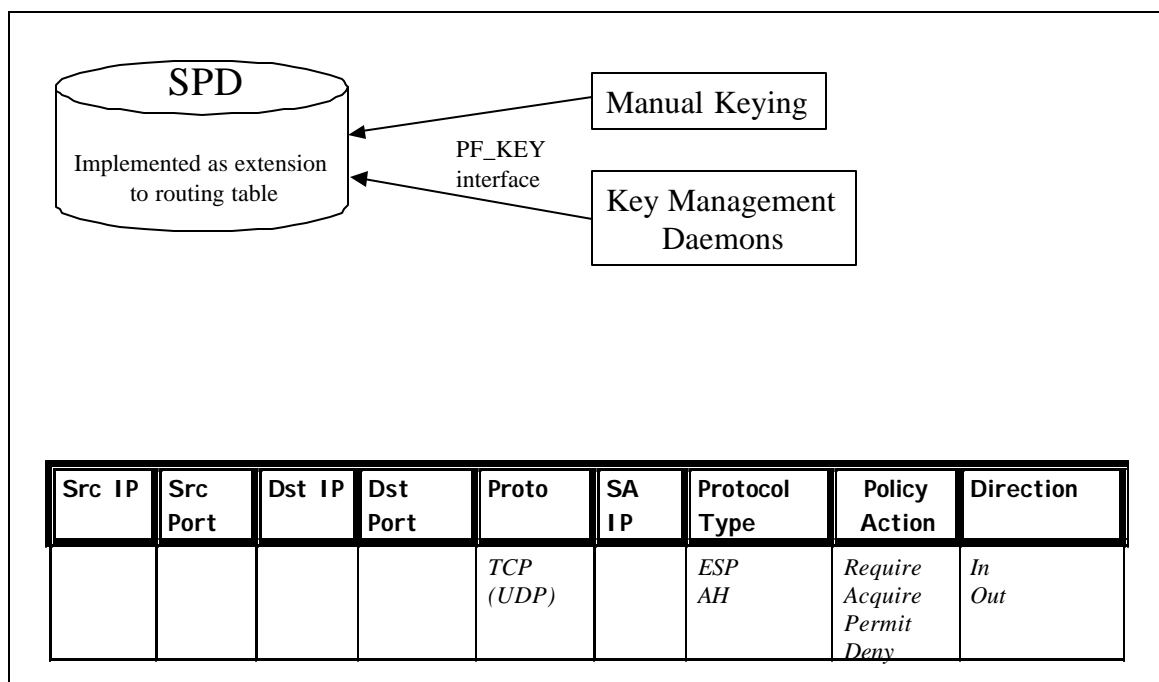 SPD
Implemented as extension
to routing table
Manual Keying
PF_KEY
interface
Key Management
Daemons
Src IP Src Port Dst IP Dst Port Proto SA IP Protocol Type Policy Action Direction
TCP ESP Require In
(UDP) AH Acquire Out
Permit
Deny